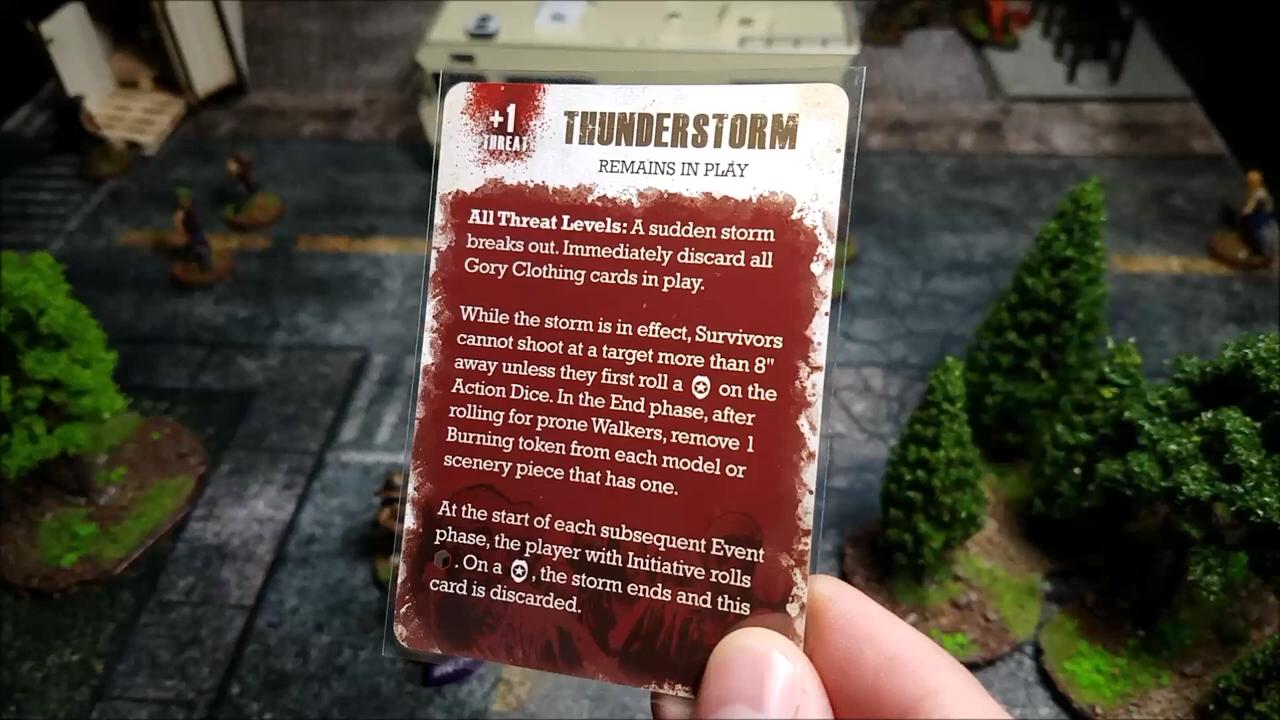 +1
THREAT
THUNDERSTORM
REMAINS IN PLAY
All Threat Levels: A sudden storm
breaks out. Immediately discard all
Gory Clothing cards in play.
While the storm is in effect, Survivors
cannot shoot at a target more than 8"
away unless they first roll a on the
Action Dice. In the End phase, after
rolling for prone Walkers, remove 1
Burning token from each model or
scenery piece that has one.
At the start of each subsequent Event
phase, the player with Initiative rolls
. On a , the storm ends and this
card is discarded.